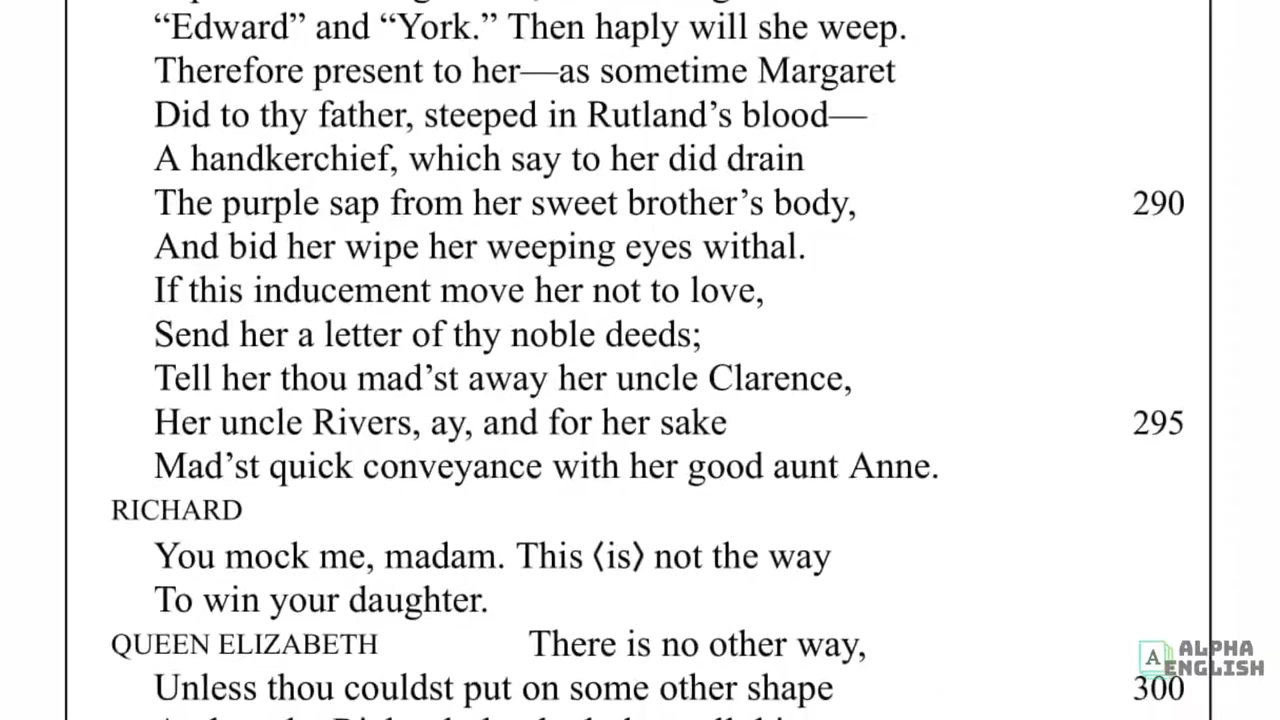 “Edward” and “York.” Then haply will she weep.
Therefore present to her—as sometime Margaret
Did to thy father, steeped in Rutland’s blood—
A handkerchief, which say to her did drain
The purple sap from her sweet brother’s body, 290
And bid her wipe her weeping eyes withal.
If this inducement move her not to love,
Send her a letter of thy noble deeds;
Tell her thou mad’st away her uncle Clarence,
Her uncle Rivers, ay, and for her sake 295
Mad’st quick conveyance with her good aunt Anne.
RICHARD
You mock me, madam. This ⟨is⟩ not the way
To win your daughter.
QUEEN ELIZABETH There is no other way,
Unless thou couldst put on some other shape 300
A ALPHA
ENGLISH